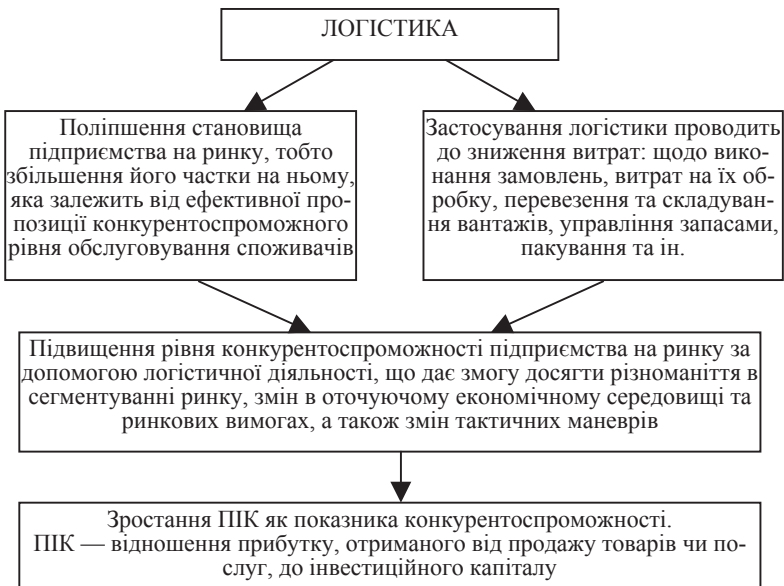 ЛОГІСТИКА
Поліпшення становища
підприємства на ринку, тобто
збільшення його частки на ньому,
яка залежить від ефективної про-
позиції конкурентоспроможного
рівня обслуговування споживачів
Застосування логістики проводить
до зниження витрат: щодо вико-
нання замовлень, витрат на їх об-
робку, перевезення та складуван-
ня вантажів, управління запасами,
пакування та ін.
Підвищення рівня конкурентоспроможності підприємства на ринку за
допомогою логістичної діяльності, що дає змогу досягти різноманіття в
сегментуванні ринку, змін в оточуючому економічному середовищі та
ринкових вимогах, а також змін тактичних маневрів
Зростання ПІК як показника конкурентоспроможності.
ПІК — відношення прибутку, отриманого від продажу товарів чи по-
слуг, до інвестиційного капіталу